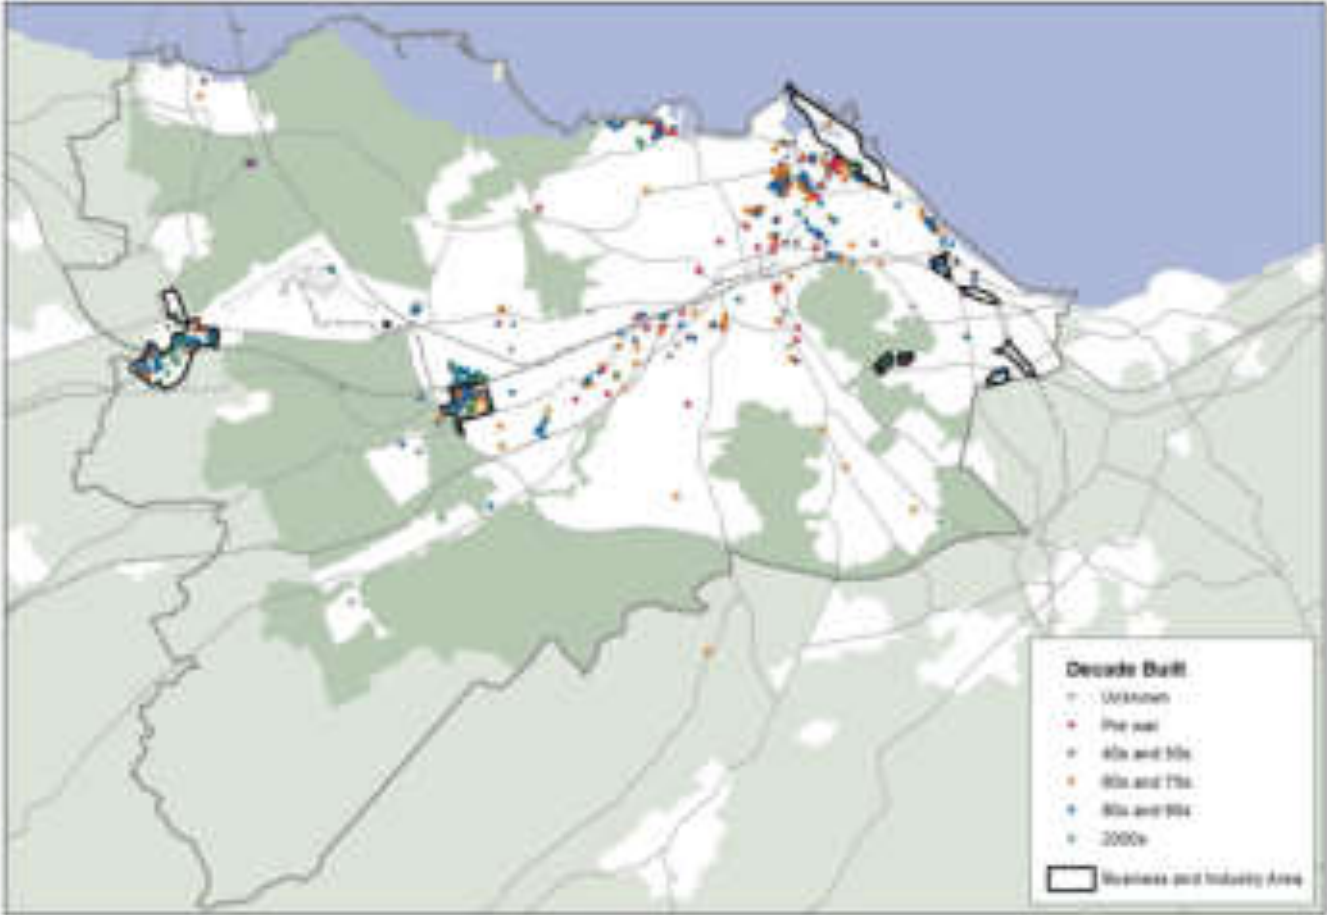 Decade Built
Unknown
Pre war
40s and 50s
60s and 70s
80s and 90s
2000s
Business and Industry Area